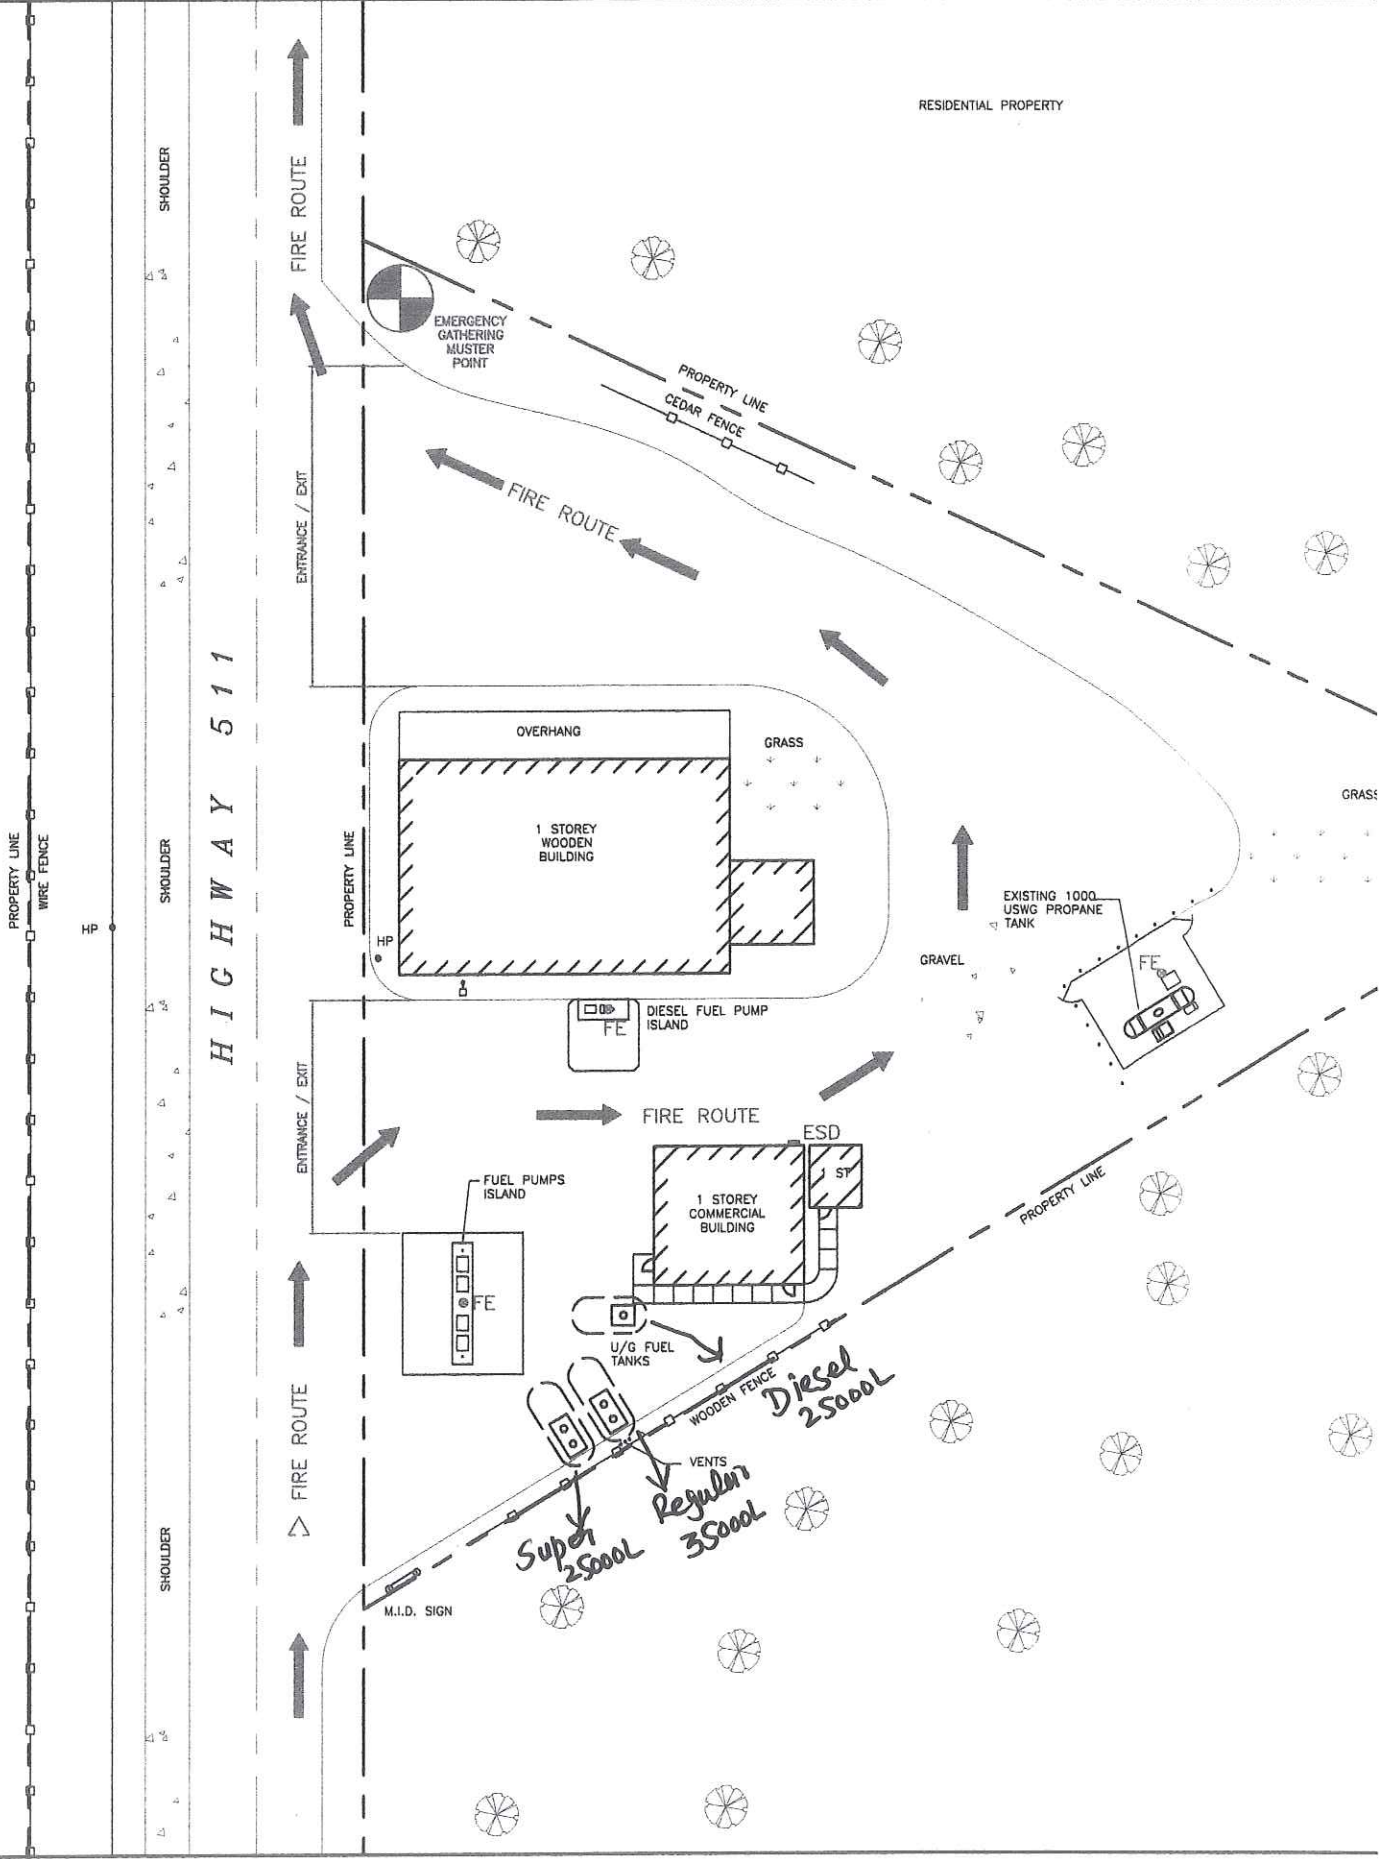 RESIDENTIAL PROPERTY
SHOULDER
FIRE ROUTE
EMERGENCY
GATHERING
MUSTER
POINT
PROPERTY LINE
CEDAR FENCE
ENTRANCE / EXIT
FIRE ROUTE
HIGHWAY 511
OVERHANG
GRASS
GRASS
1 STOREY
WOODEN
BUILDING
PROPERTY LINE
WIRE FENCE
SHOULDER
PROPERTY LINE
HP
HP
EXISTING 1000
USWG PROPANE
TANK
GRAVEL
FE
DIESEL FUEL PUMP
ISLAND
FE
ENTRANCE / EXIT
FIRE ROUTE
ESD
1 ST
FUEL PUMPS
ISLAND
1 STOREY
COMMERCIAL
BUILDING
PROPERTY LINE
FE
U/G FUEL
TANKS
WOODEN FENCE
Diesel
25000L
FIRE ROUTE
VENTS
Regular
35000L
Super
25000L
SHOULDER
M.I.D. SIGN